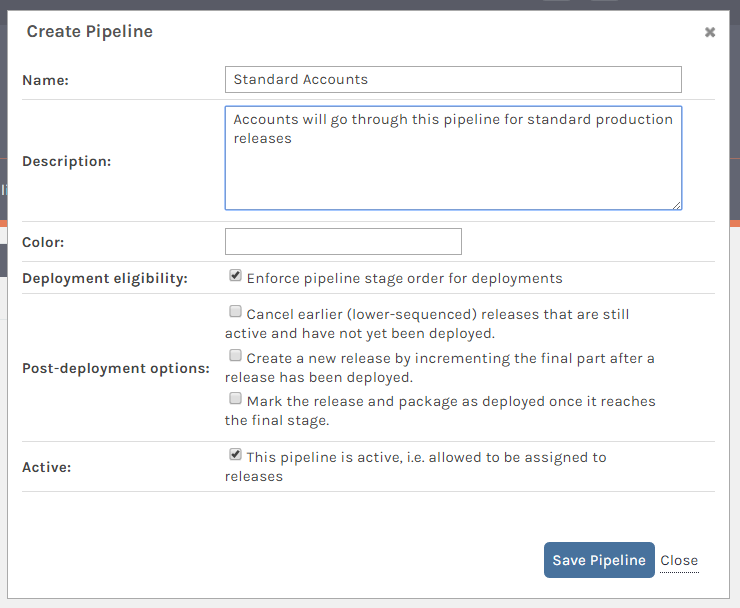 Create Pipeline
Name:
Standard Accounts
Description:
Accounts will go through this pipeline for standard production
releases
Color:
Deployment eligibility:
Enforce pipeline stage order for deployments
Post-deployment options:
Cancel earlier (lower-sequenced) releases that are still
active and have not yet been deployed.
Create a new release by incrementing the final part after a
release has been deployed.
Mark the release and package as deployed once it reaches
the final stage.
Active:
This pipeline is active, i.e. allowed to be assigned to
releases
Save Pipeline
Close